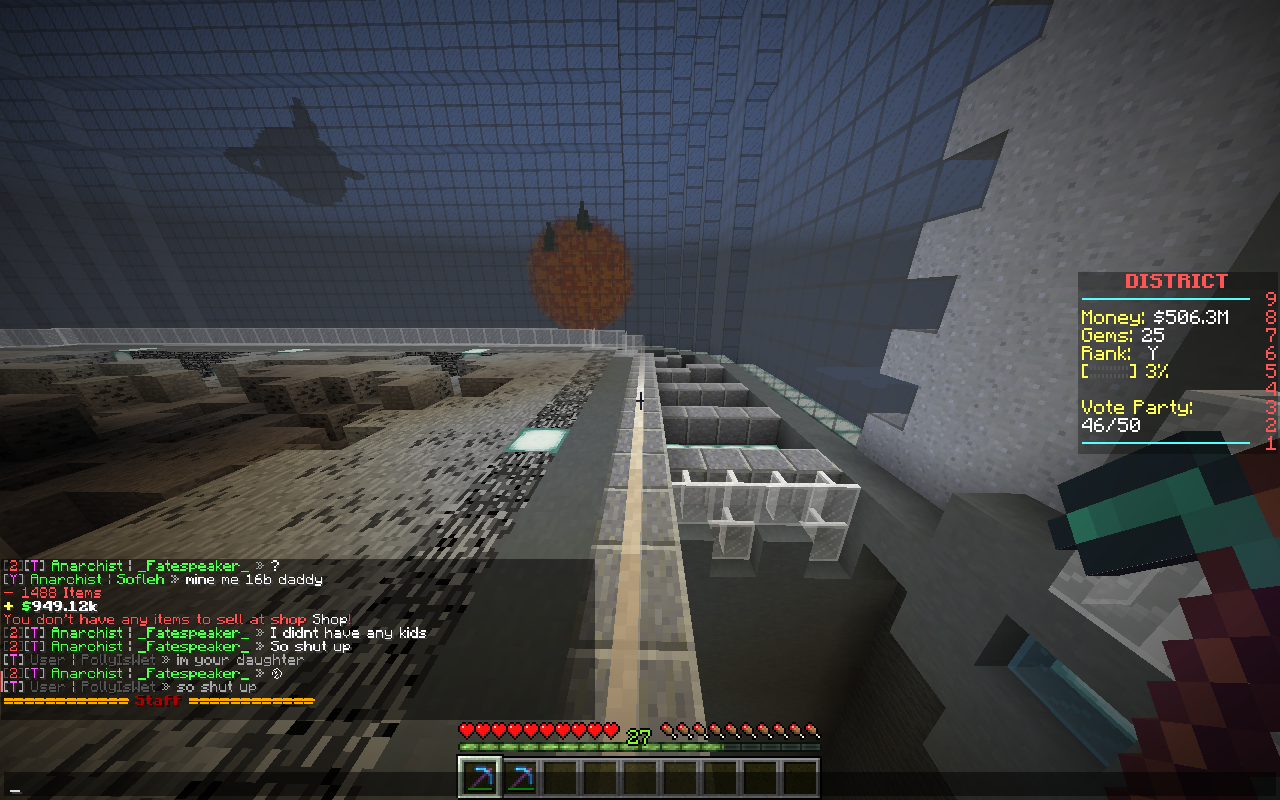 [2][T] Anarchist | _Fatespeaker_ » ?
[Y] Anarchist | Sofleh » mine me 16b daddy
- 1488 Items
+ $949.12k
You don't have any items to sell at shop Shop!
[2][T] Anarchist | _Fatespeaker_ » I didnt have any kids
[2][T] Anarchist | _Fatespeaker_ » So shut up
[T] User | PollyIsWet » im your daughter
[2][T] Anarchist | _Fatespeaker_ »
[T] User | PollyIsWet » so shut up
============ Staff ============
DISTRICT
9
Money: $506.3M 8
Gems: 25 7
Rank: Y 6
[ ] 3% 5
4
Vote Party: 3
46/50 2
1
27
_